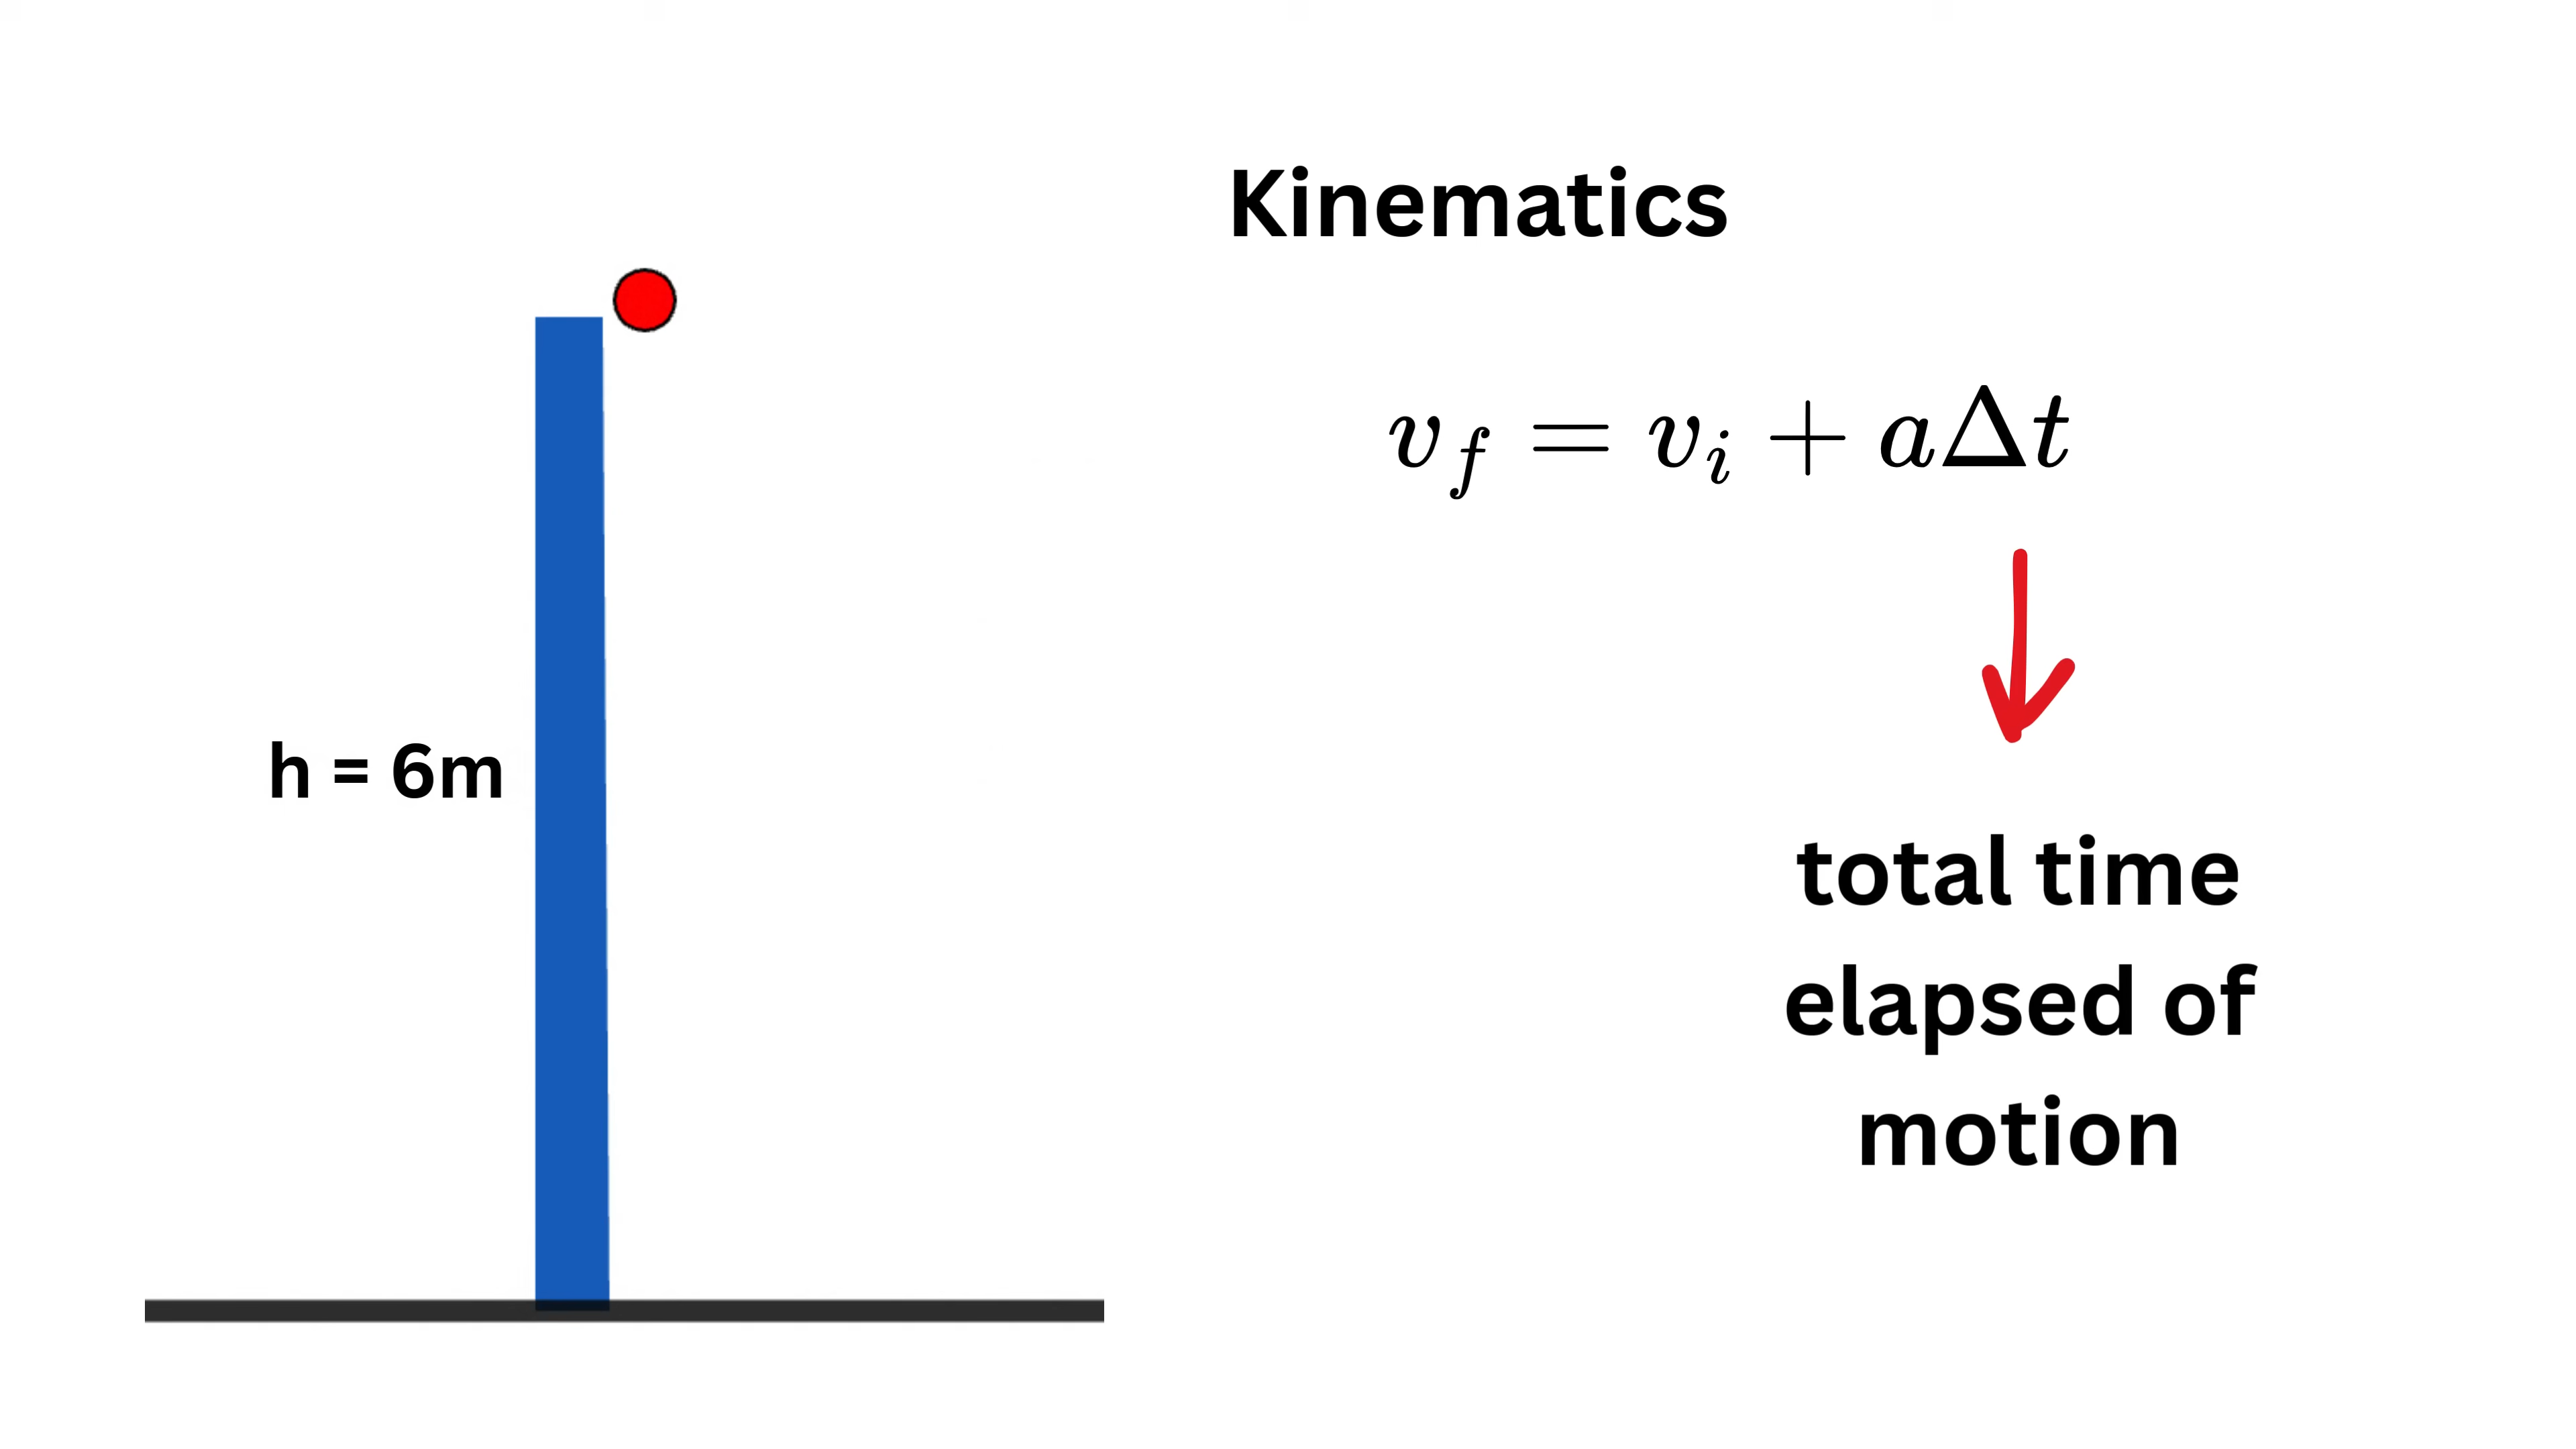 Kinematics
v_f = v_i + aΔt
h = 6m
total time
elapsed of
motion